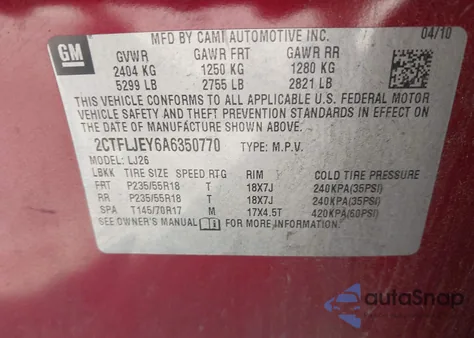 GM
MFD BY CAMI AUTOMOTIVE INC. 04/10
GVWR GAWR FRT GAWR RR
2404 KG 1250 KG 1280 KG
5299 LB 2755 LB 2821 LB
THIS VEHICLE CONFORMS TO ALL APPLICABLE U.S. FEDERAL MOTOR
VEHICLE SAFETY AND THEFT PREVENTION STANDARDS IN EFFECT ON
THE DATE OF MANUFACTURE SHOWN ABOVE.
2CTFLJEY6A6350770 TYPE: M.P.V.
MODEL: LJ26
LBKK TIRE SIZE SPEED RTG RIM COLD TIRE PRESSURE
FRT P235/55R18 T 18X7J 240KPA(35PSI)
RR P235/55R18 T 18X7J 240KPA(35PSI)
SPA T145/70R17 M 17X4.5T 420KPA(60PSI)
SEE OWNER'S MANUAL FOR MORE INFORMATION.
autoSnap